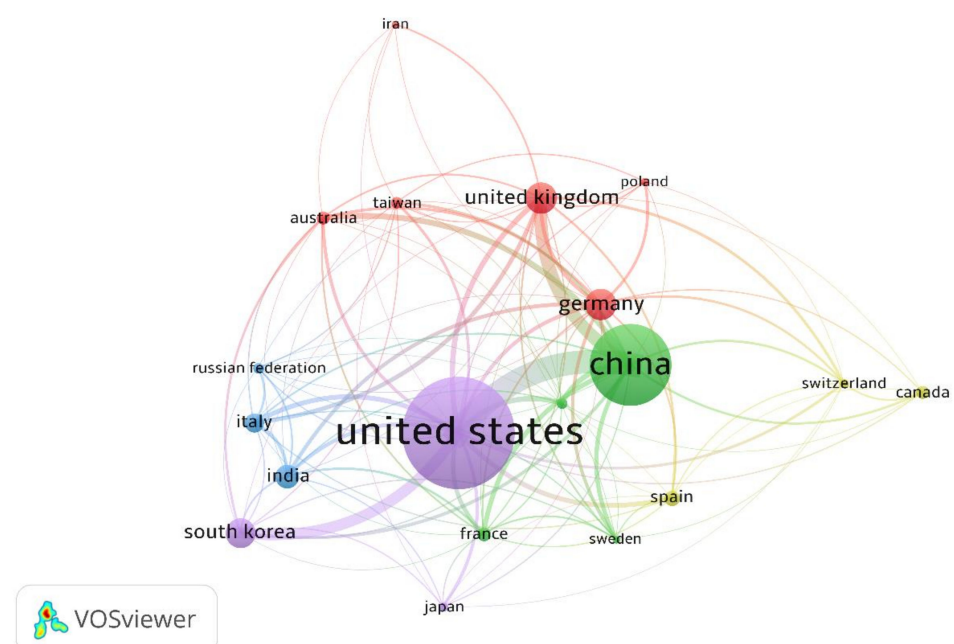 iran
poland
united kingdom
taiwan
australia
germany
china
russian federation
switzerland
canada
italy
united states
india
spain
south korea
france
sweden
japan
VOSviewer